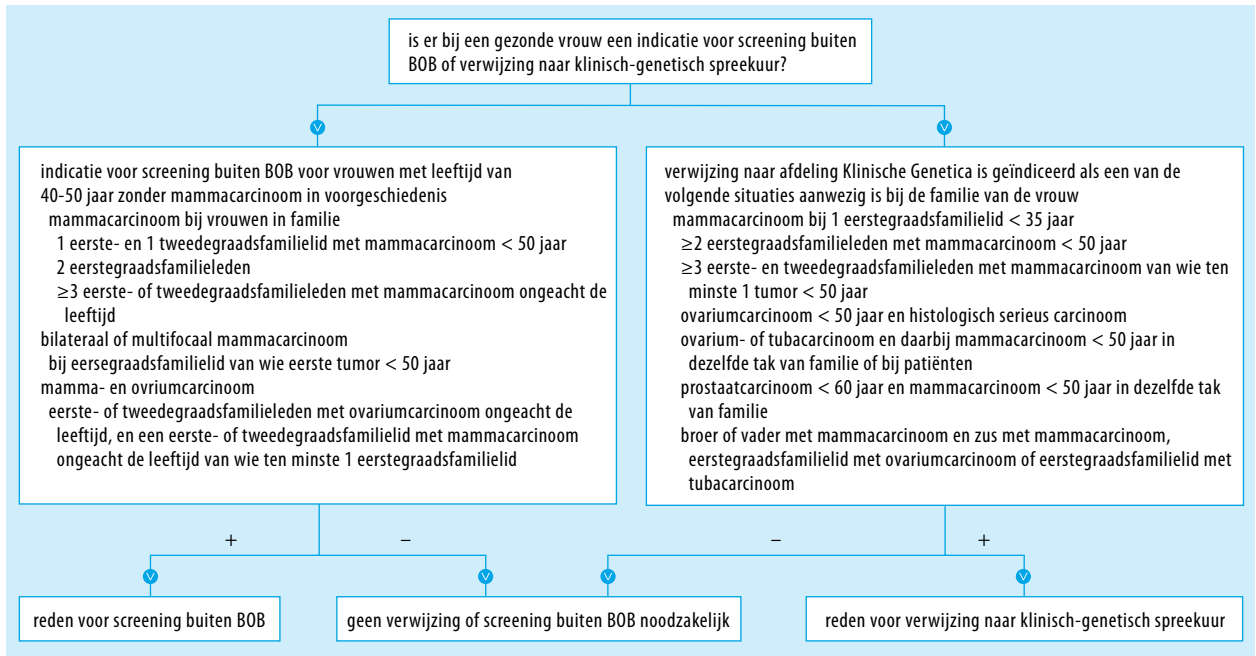 is er bij een gezonde vrouw een indicatie voor screening buiten
BOB of verwijzing naar klinisch-genetisch spreekuur?
indicatie voor screening buiten BOB voor vrouwen met leeftijd van
40-50 jaar zonder mammacarcinoom in voorgeschiedenis
mammacarcinoom bij vrouwen in familie
1 eerste- en 1 tweedegraadsfamilielid met mammacarcinoom < 50 jaar
2 eerstegraadsfamilieleden
≥3 eerste- of tweedegraadsfamilieleden met mammacarcinoom ongeacht de
leeftijd
bilateraal of multifocaal mammacarcinoom
bij eersegraadsfamilielid van wie eerste tumor < 50 jaar
mamma- en ovriumcarcinoom
eerste- of tweedegraadsfamilieleden met ovariumcarcinoom ongeacht de
leeftijd, en een eerste- of tweedegraadsfamilielid met mammacarcinoom
ongeacht de leeftijd van wie ten minste 1 eerstegraadsfamilielid
verwijzing naar afdeling Klinische Genetica is geïndiceerd als een van de
volgende situaties aanwezig is bij de familie van de vrouw
mammacarcinoom bij 1 eerstegraadsfamilielid < 35 jaar
≥2 eerstegraadsfamilieleden met mammacarcinoom < 50 jaar
≥3 eerste- en tweedegraadsfamilieleden met mammacarcinoom van wie ten
minste 1 tumor < 50 jaar
ovariumcarcinoom < 50 jaar en histologisch serieus carcinoom
ovarium- of tubacarcinoom en daarbij mammacarcinoom < 50 jaar in
dezelfde tak van familie of bij patiënten
prostaatcarcinoom < 60 jaar en mammacarcinoom < 50 jaar in dezelfde tak
van familie
broer of vader met mammacarcinoom en zus met mammacarcinoom,
eerstegraadsfamilielid met ovariumcarcinoom of eerstegraadsfamilielid met
tubacarcinoom
+ – – +
reden voor screening buiten BOB
geen verwijzing of screening buiten BOB noodzakelijk
reden voor verwijzing naar klinisch-genetisch spreekuur